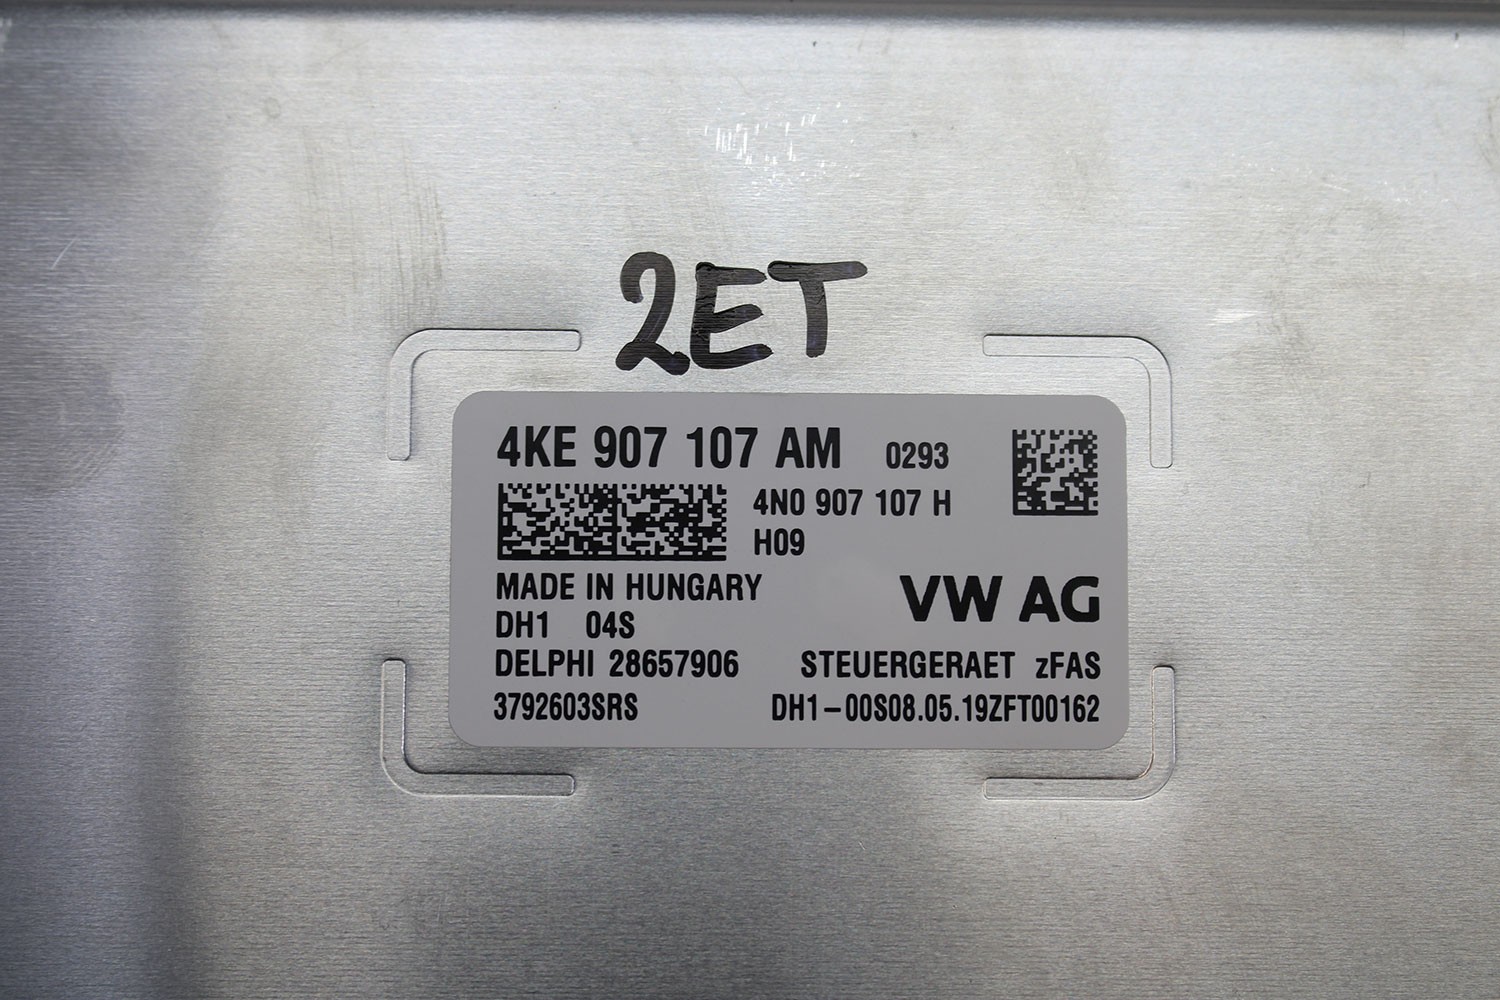 2ET
4KE 907 107 AM 0293
4N0 907 107 H
H09
MADE IN HUNGARY
VW AG
DH1 04S
DELPHI 28657906 STEUERGERAET zFAS
3792603SRS DH1-00S08.05.19ZFT00162